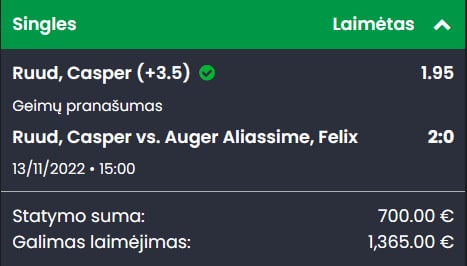 Singles Laimėtas
Ruud, Casper (+3.5) 1.95
Geimų pranašumas
Ruud, Casper vs. Auger Aliassime, Felix 2:0
13/11/2022 • 15:00
Statymo suma: 700.00 €
Galimas laimėjimas: 1,365.00 €